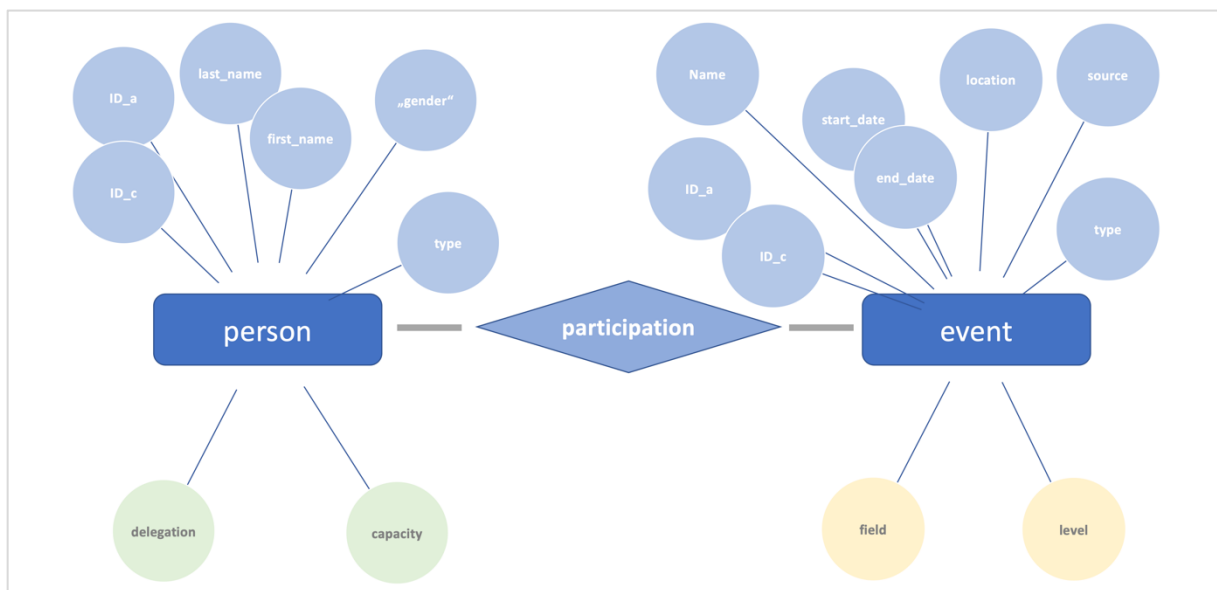 ID_a
last_name
first_name
„gender“
ID_c
type
Name
start_date
end_date
location
source
ID_a
ID_c
type
person
participation
event
delegation
capacity
field
level